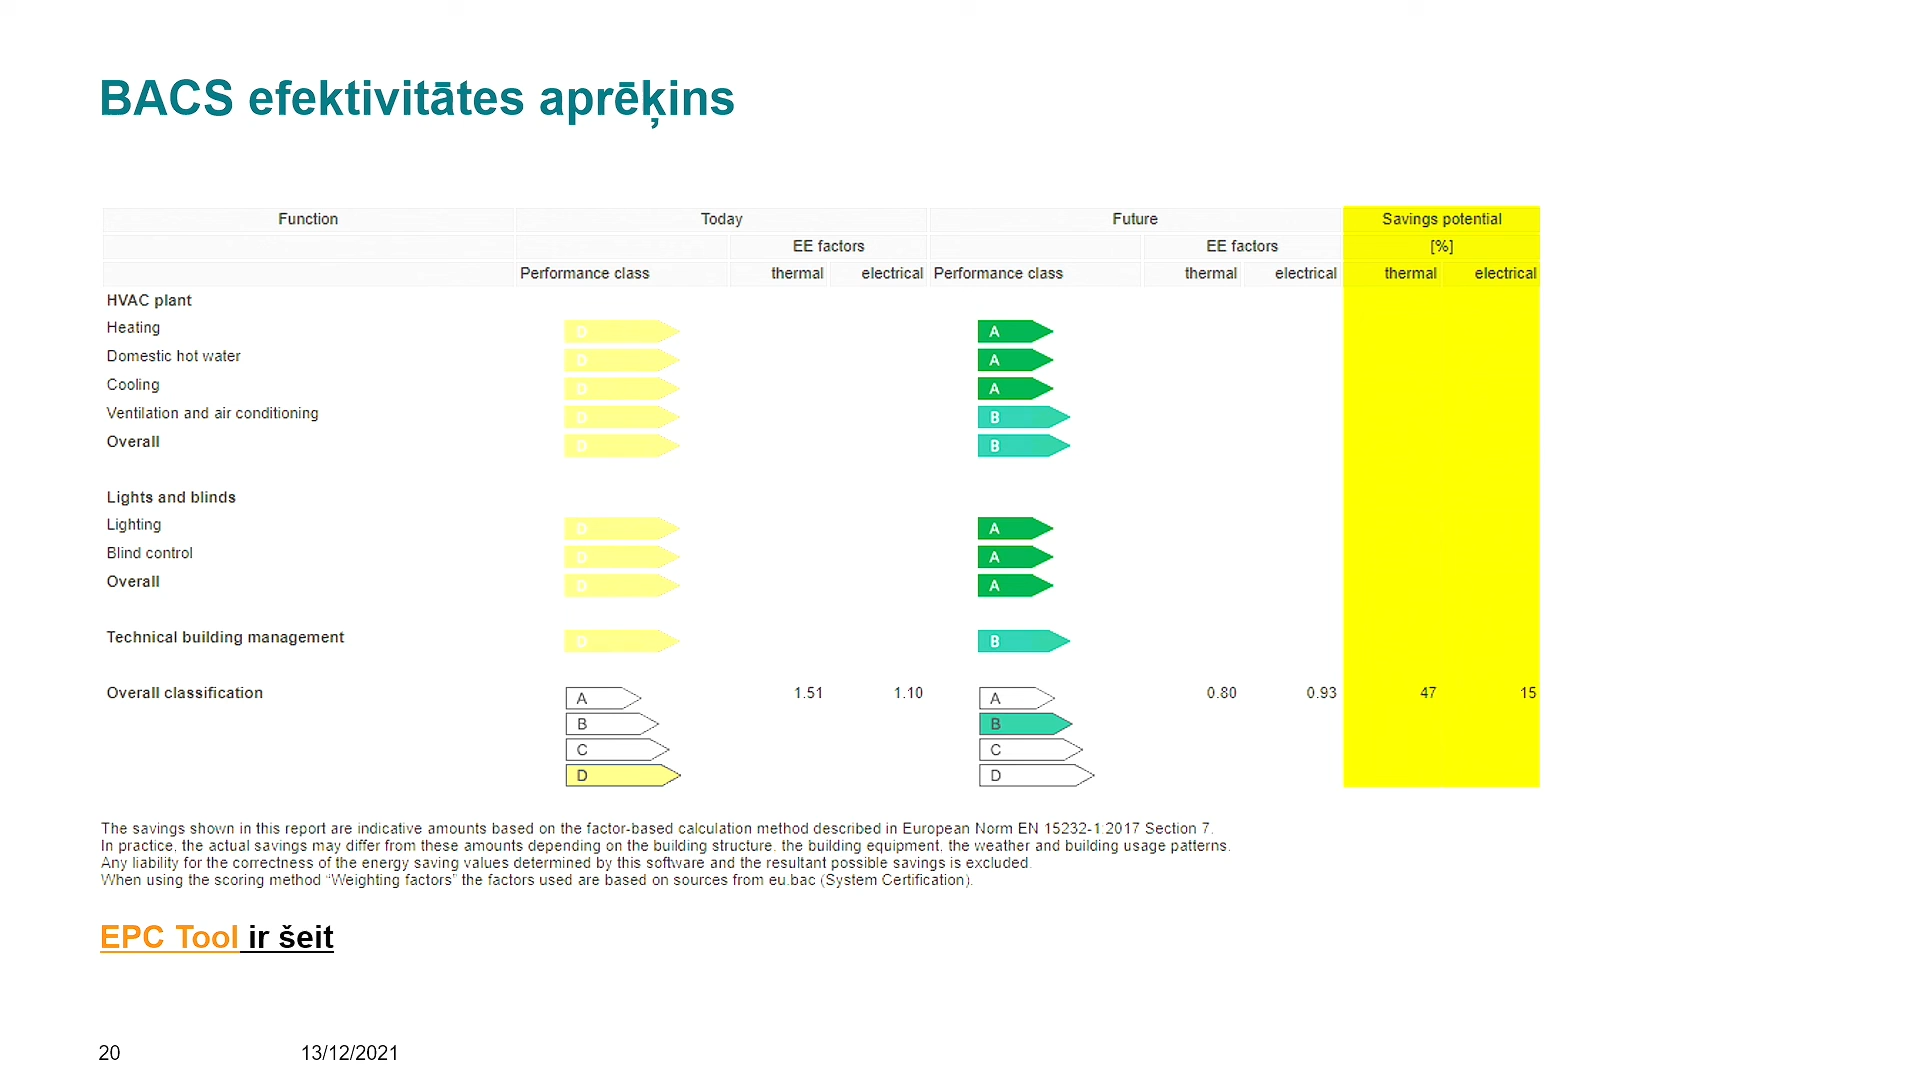 BACS efektivitātes aprēķins
Function Today Future Savings potential
EE factors EE factors [%]
Performance class thermal electrical Performance class thermal electrical thermal electrical
HVAC plant
Heating D A
Domestic hot water D A
Cooling D A
Ventilation and air conditioning D B
Overall D B
Lights and blinds
Lighting D A
Blind control D A
Overall D A
Technical building management D B
Overall classification A 1.51 1.10 A 0.80 0.93 47 15
B B
C C
D D
The savings shown in this report are indicative amounts based on the factor-based calculation method described in European Norm EN 15232-1:2017 Section 7.
In practice, the actual savings may differ from these amounts depending on the building structure, the building equipment, the weather and building usage patterns.
Any liability for the correctness of the energy saving values determined by this software and the resultant possible savings is excluded.
When using the scoring method “Weighting factors” the factors used are based on sources from eu.bac (System Certification).
EPC Tool ir šeit
20 13/12/2021